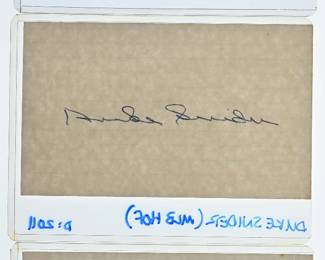 Duke Snider
DUKE SNIDER (MLB HOF) D: 2011